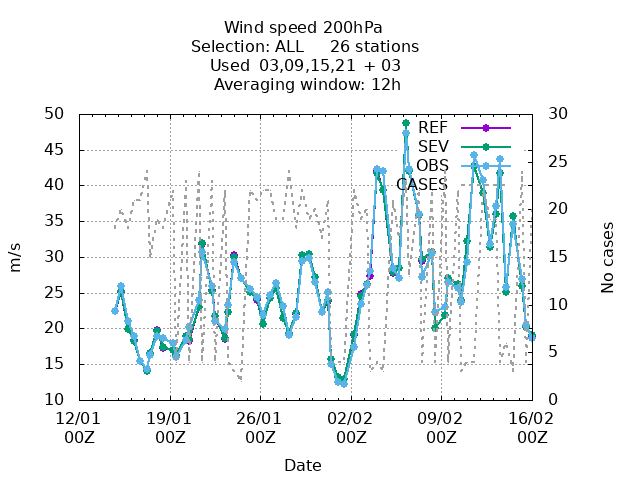 Wind speed 200hPa
Selection: ALL 26 stations
Used 03,09,15,21 + 03
Averaging window: 12h
50
45
40
35
30
25
20
15
10
30
25
20
15
10
5
0
REF
SEV
OBS
CASES
m/s
No cases
12/01 19/01 26/01 02/02 09/02 16/02
00Z 00Z 00Z 00Z 00Z 00Z
Date